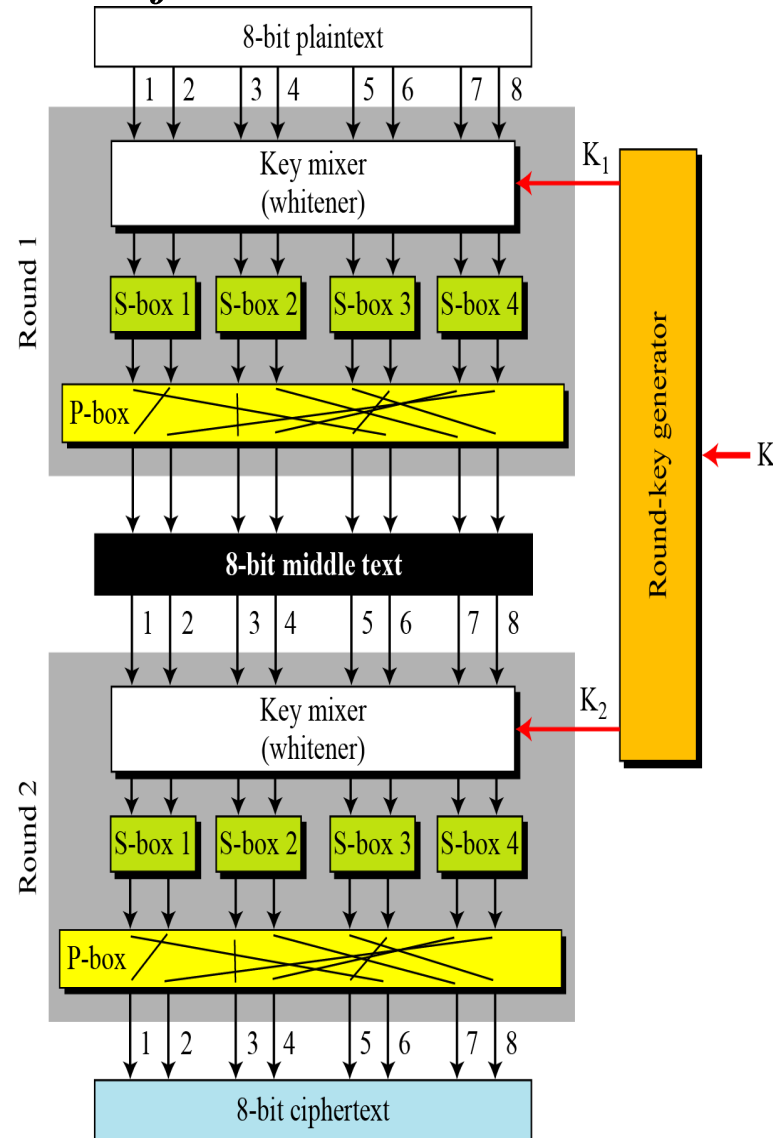 8-bit plaintext
1 2 3 4 5 6 7 8
Key mixer
(whitener)
K₁
Round 1
S-box 1 S-box 2 S-box 3 S-box 4
P-box
Round-key generator
K
8-bit middle text
1 2 3 4 5 6 7 8
Key mixer
(whitener)
K₂
Round 2
S-box 1 S-box 2 S-box 3 S-box 4
P-box
1 2 3 4 5 6 7 8
8-bit ciphertext